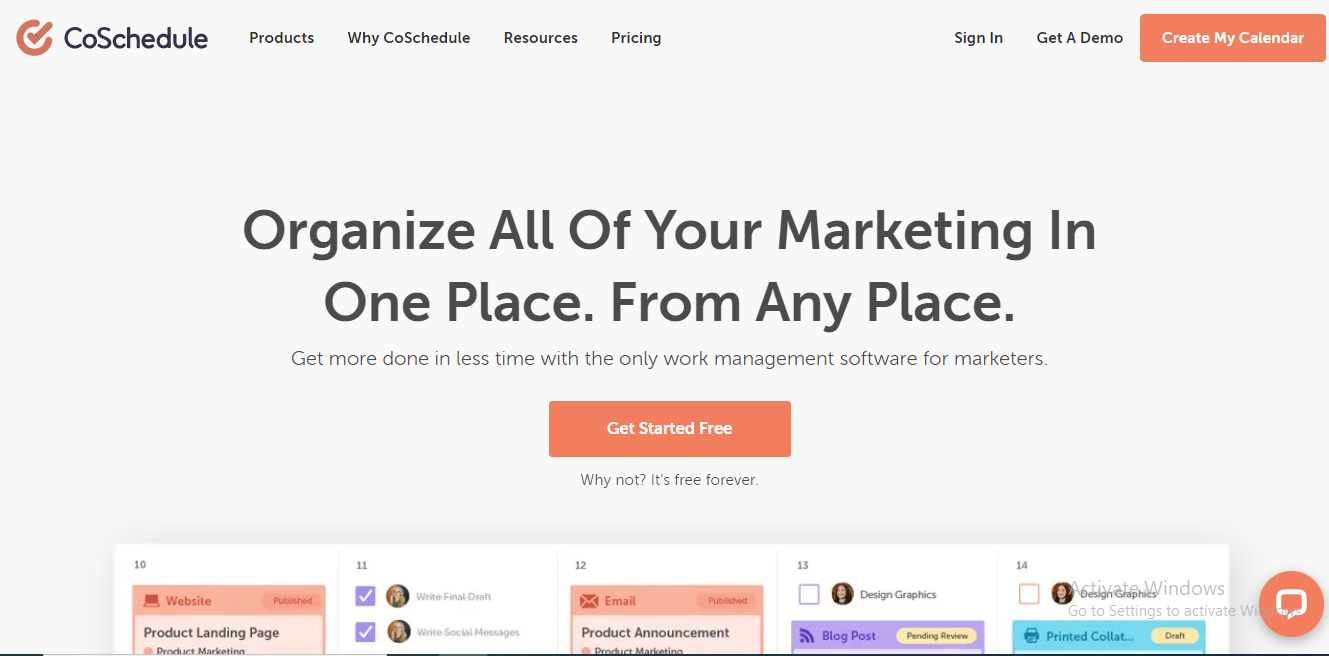 CoSchedule
Products
Why CoSchedule
Resources
Pricing
Sign In
Get A Demo
Create My Calendar
Organize All Of Your Marketing In
One Place. From Any Place.
Get more done in less time with the only work management software for marketers.
Get Started Free
Why not? It's free forever.
10
Website
Published
Product Landing Page
Product Marketing
11
Write Final Draft
Write Social Messages
12
Email
Published
Product Announcement
Product Marketing
13
Design Graphics
Blog Post
Pending Review
14
Design Graphics
Printed Collat...
Draft
Activate Windows
Go to Settings to activate Windows.